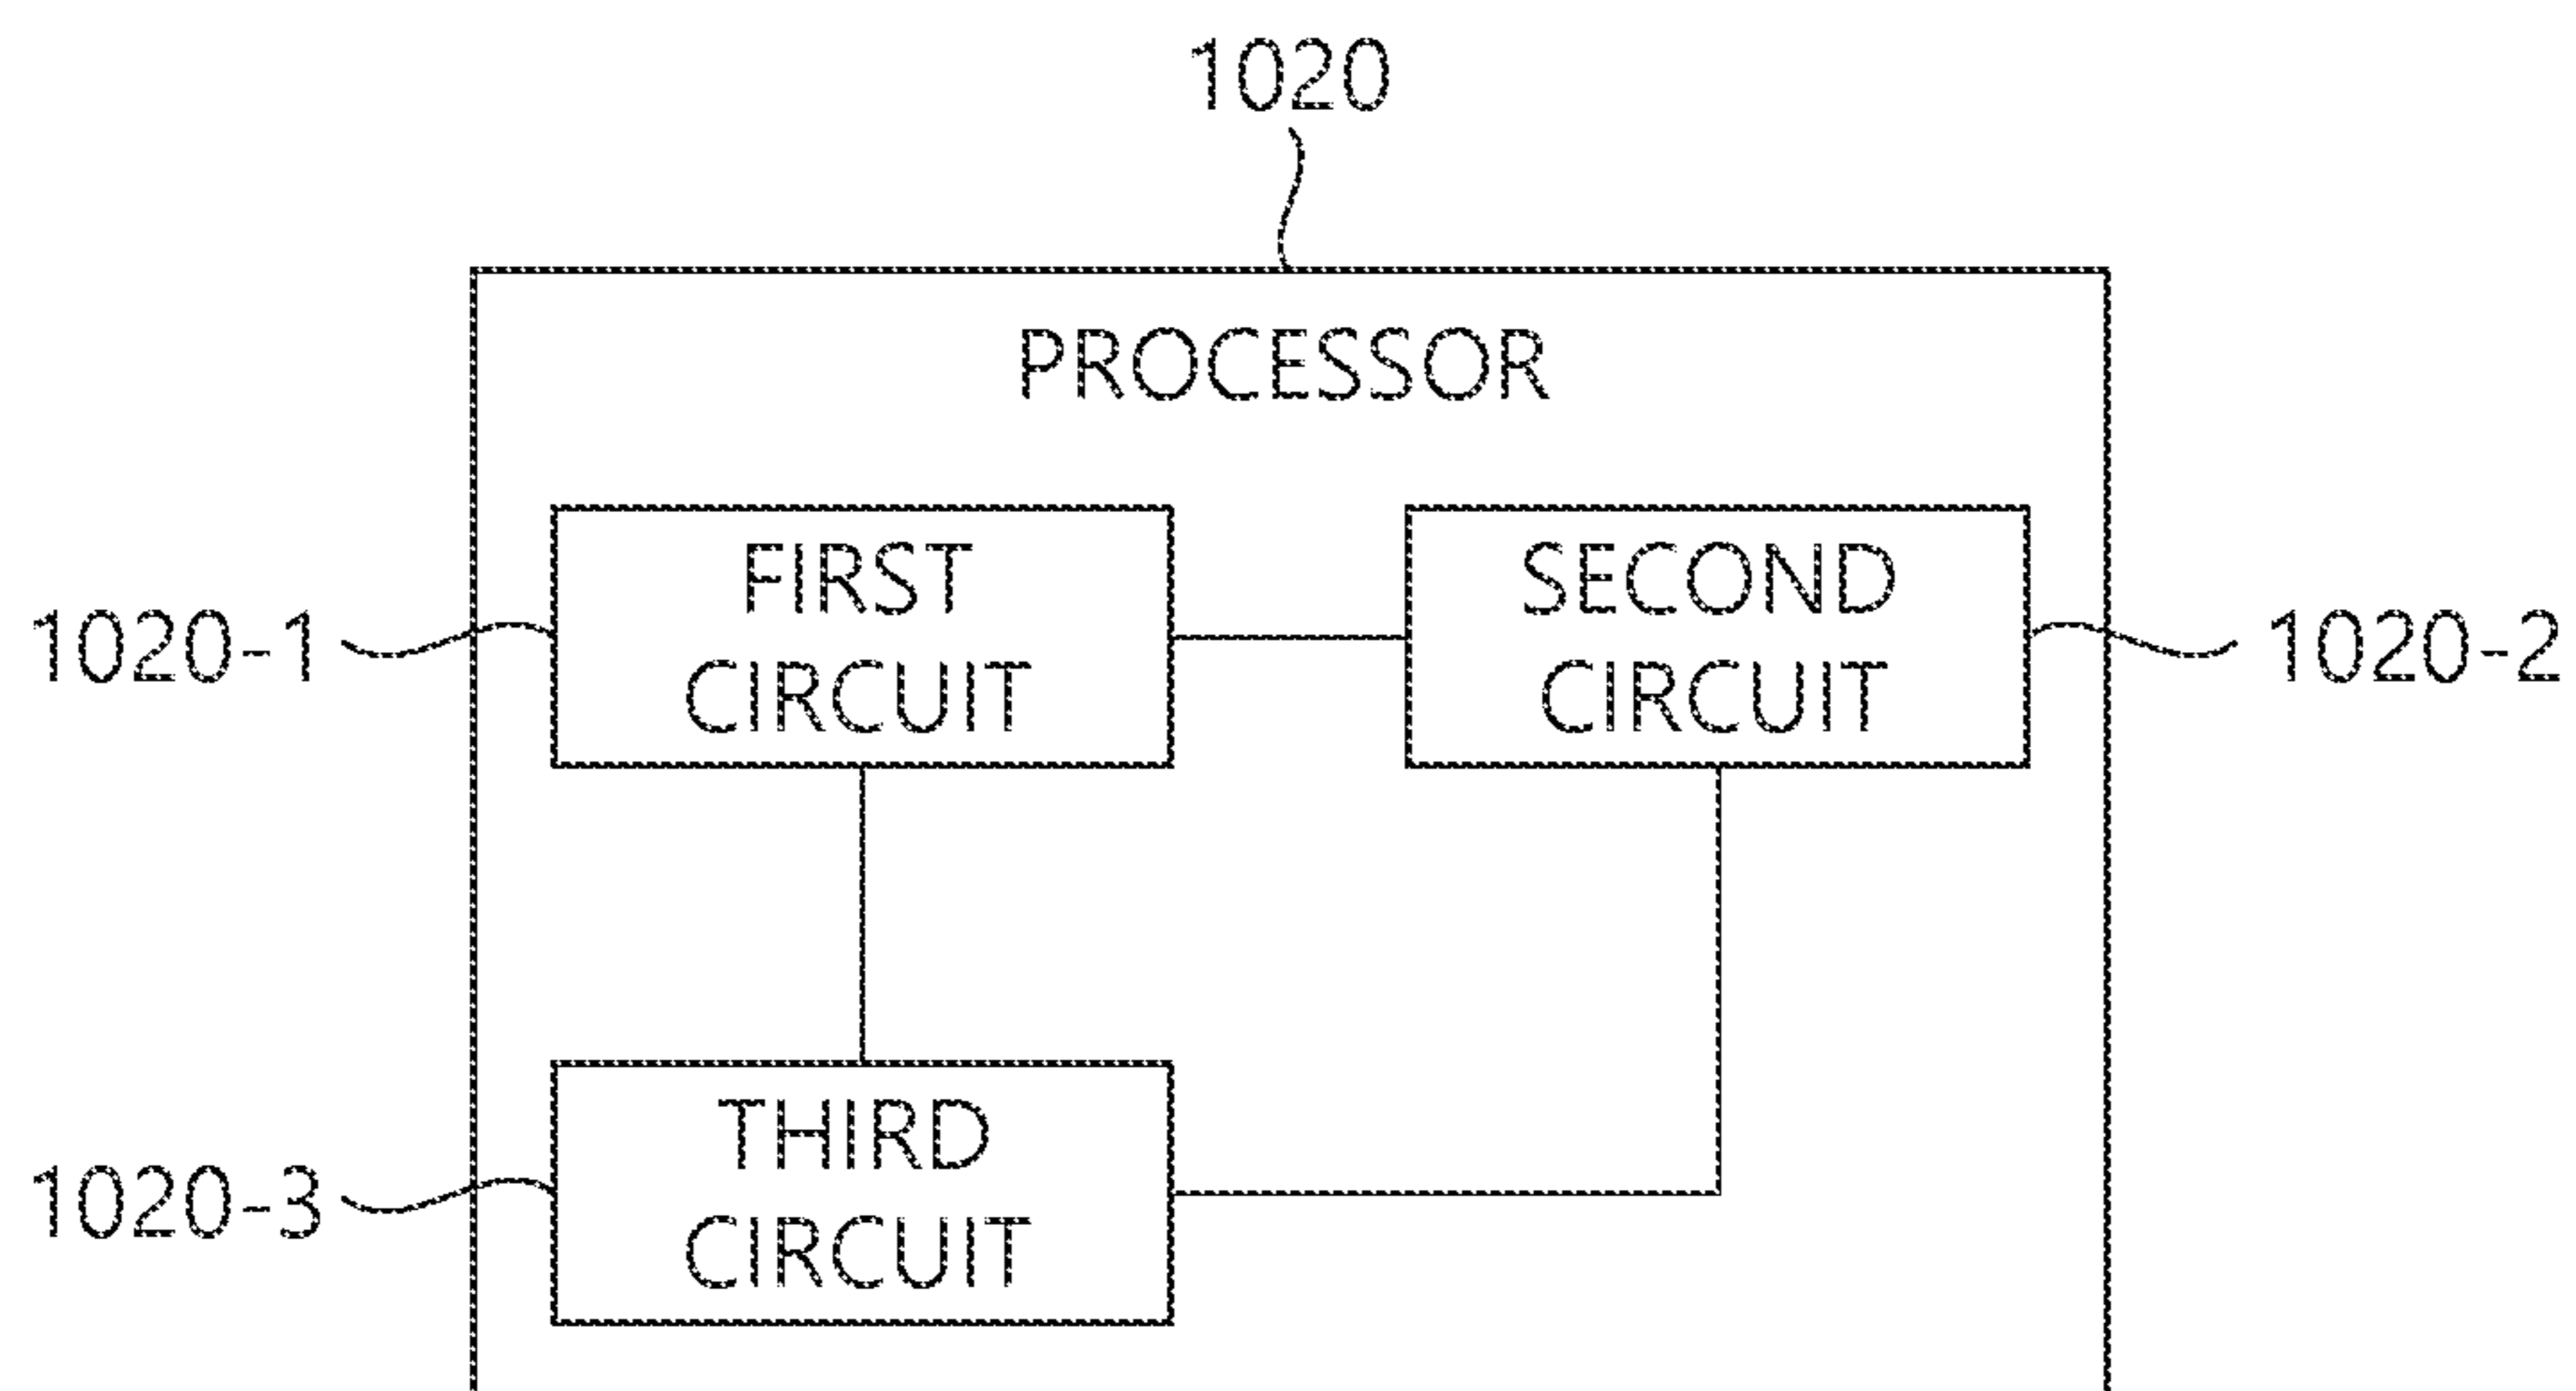 1020
PROCESSOR
FIRST
CIRCUIT
SECOND
CIRCUIT
1020-1
1020-2
THIRD
CIRCUIT
1020-3